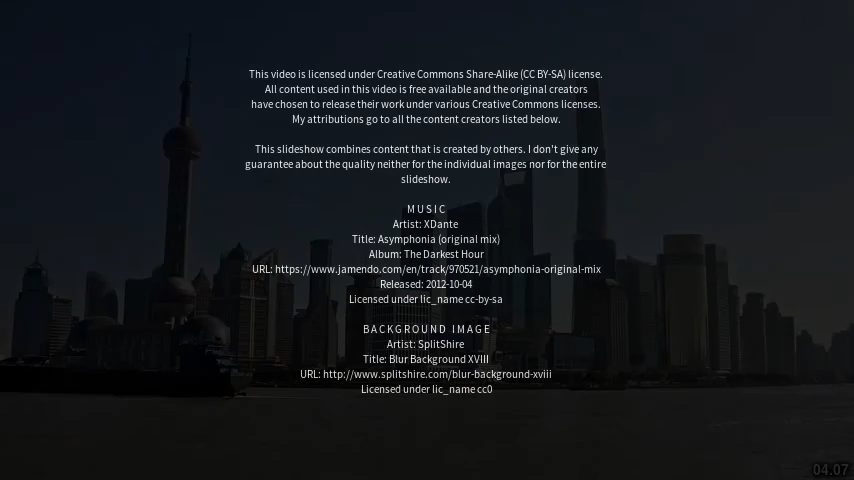 This video is licensed under Creative Commons Share-Alike (CC BY-SA) license.
All content used in this video is free available and the original creators
have chosen to release their work under various Creative Commons licenses.
My attributions go to all the content creators listed below.
This slideshow combines content that is created by others. I don't give any
guarantee about the quality neither for the individual images nor for the entire
slideshow.
MUSIC
Artist: XDante
Title: Asymphonia (original mix)
Album: The Darkest Hour
URL: https://www.jamendo.com/en/track/970521/asymphonia-original-mix
Released: 2012-10-04
Licensed under lic_name cc-by-sa
BACKGROUND IMAGE
Artist: SplitShire
Title: Blur Background XVIII
URL: http://www.splitshire.com/blur-background-xviii
Licensed under lic_name cc0
04.07